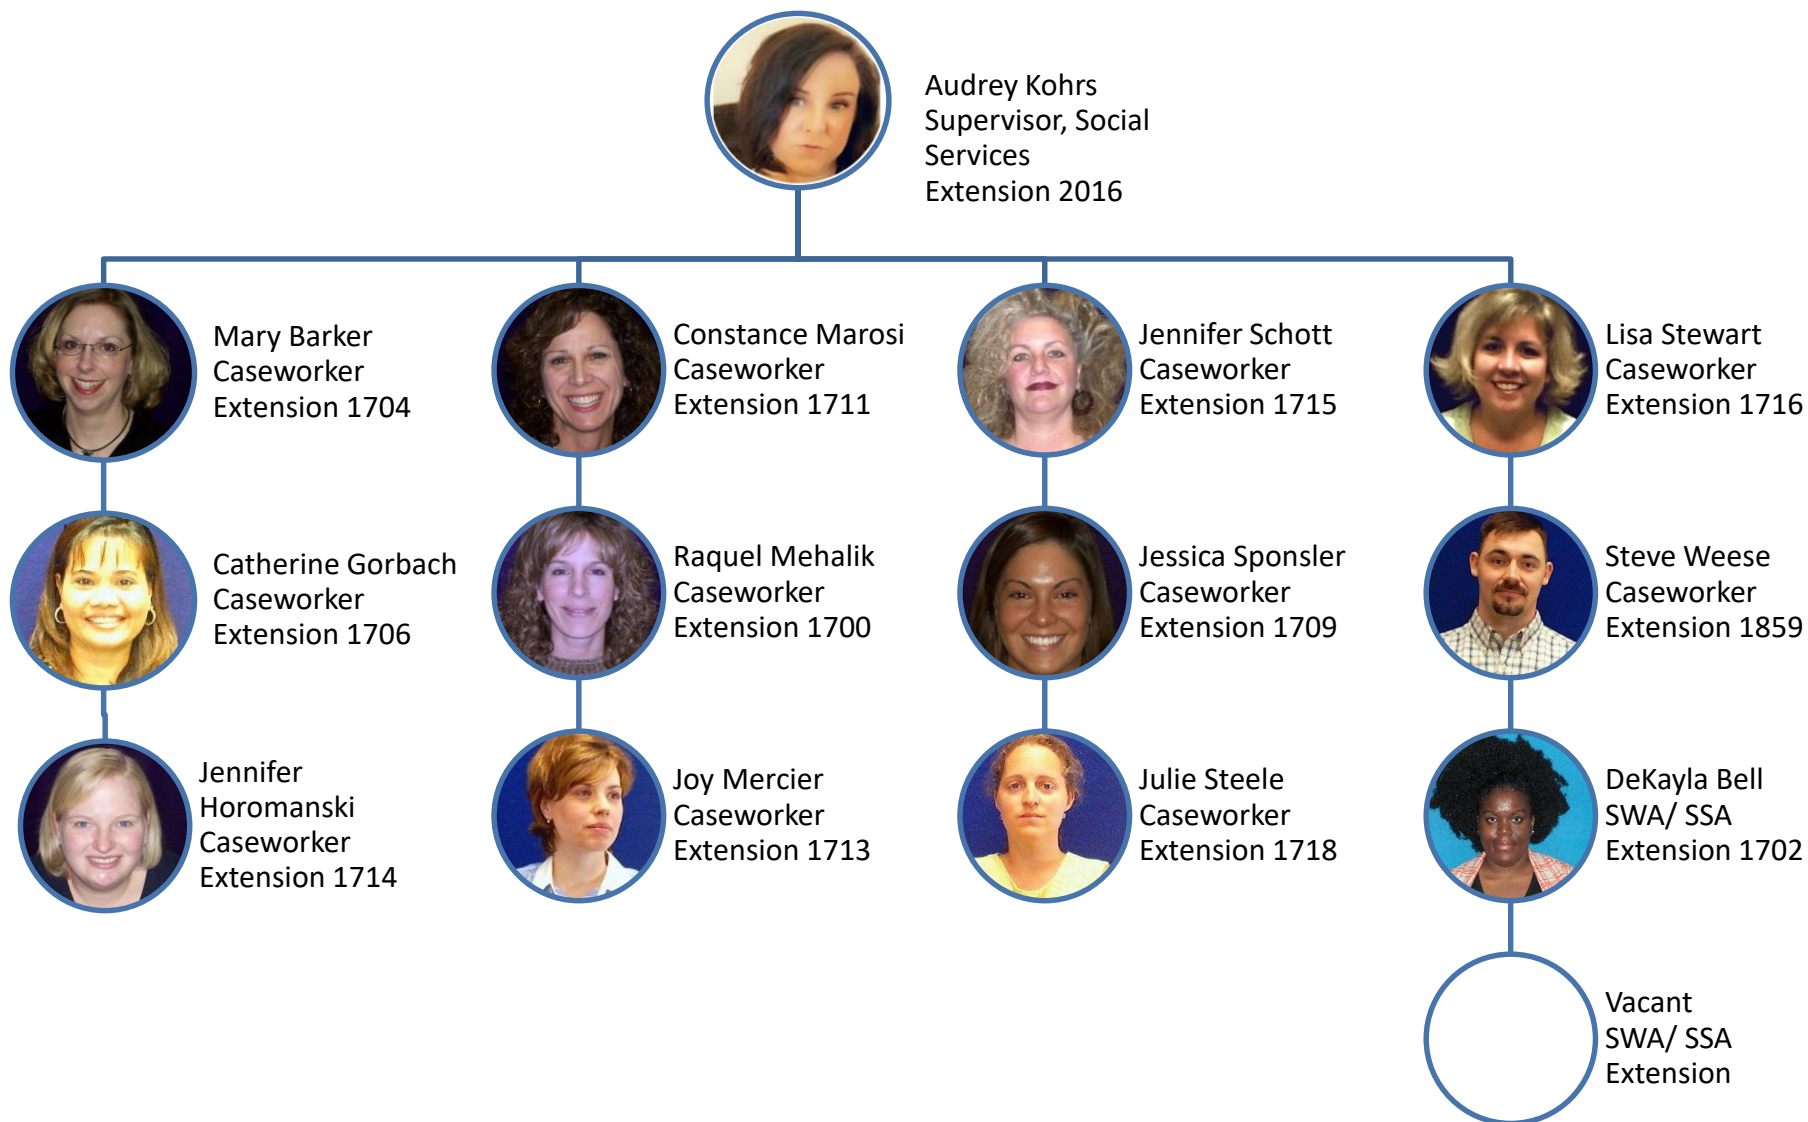 Audrey Kohrs
Supervisor, Social
Services
Extension 2016
Mary Barker
Caseworker
Extension 1704
Constance Marosi
Caseworker
Extension 1711
Jennifer Schott
Caseworker
Extension 1715
Lisa Stewart
Caseworker
Extension 1716
Catherine Gorbach
Caseworker
Extension 1706
Raquel Mehalik
Caseworker
Extension 1700
Jessica Sponsler
Caseworker
Extension 1709
Steve Weese
Caseworker
Extension 1859
Jennifer
Horomanski
Caseworker
Extension 1714
Joy Mercier
Caseworker
Extension 1713
Julie Steele
Caseworker
Extension 1718
DeKayla Bell
SWA/ SSA
Extension 1702
Vacant
SWA/ SSA
Extension